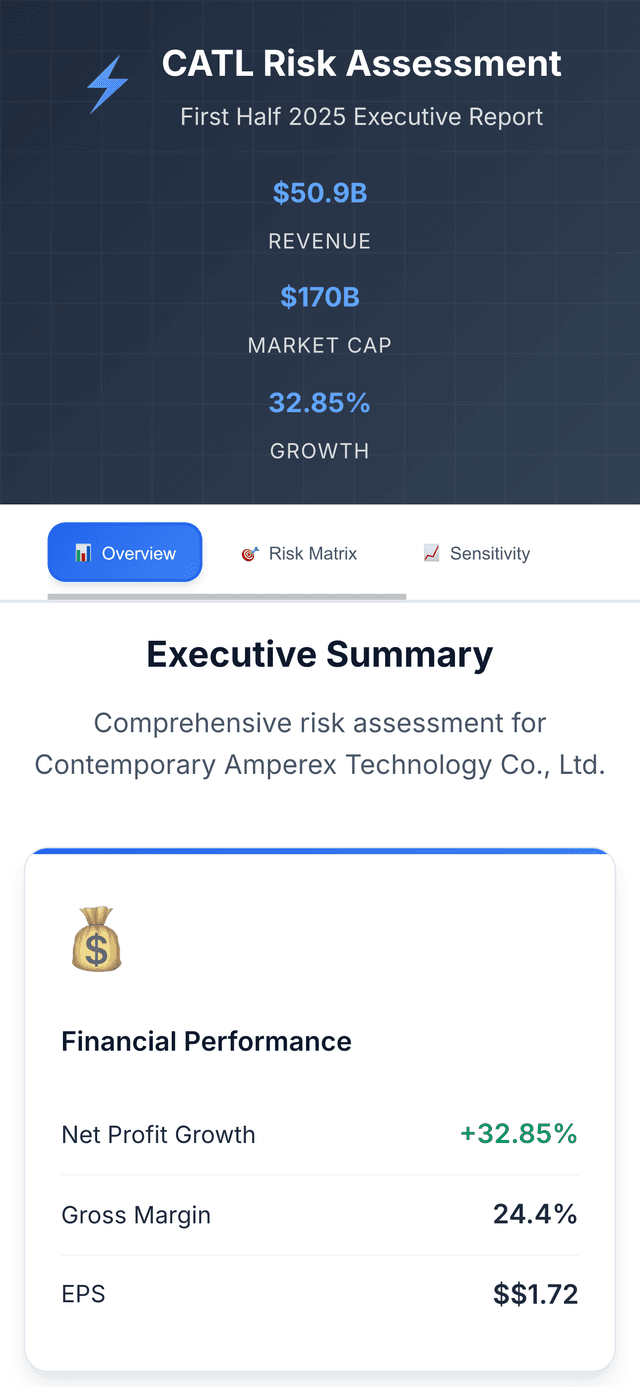 CATL Risk Assessment
First Half 2025 Executive Report
$50.9B
REVENUE
$170B
MARKET CAP
32.85%
GROWTH
Overview
Risk Matrix
Sensitivity
Executive Summary
Comprehensive risk assessment for
Contemporary Amperex Technology Co., Ltd.
$
Financial Performance
Net Profit Growth +32.85%
Gross Margin 24.4%
EPS $$1.72